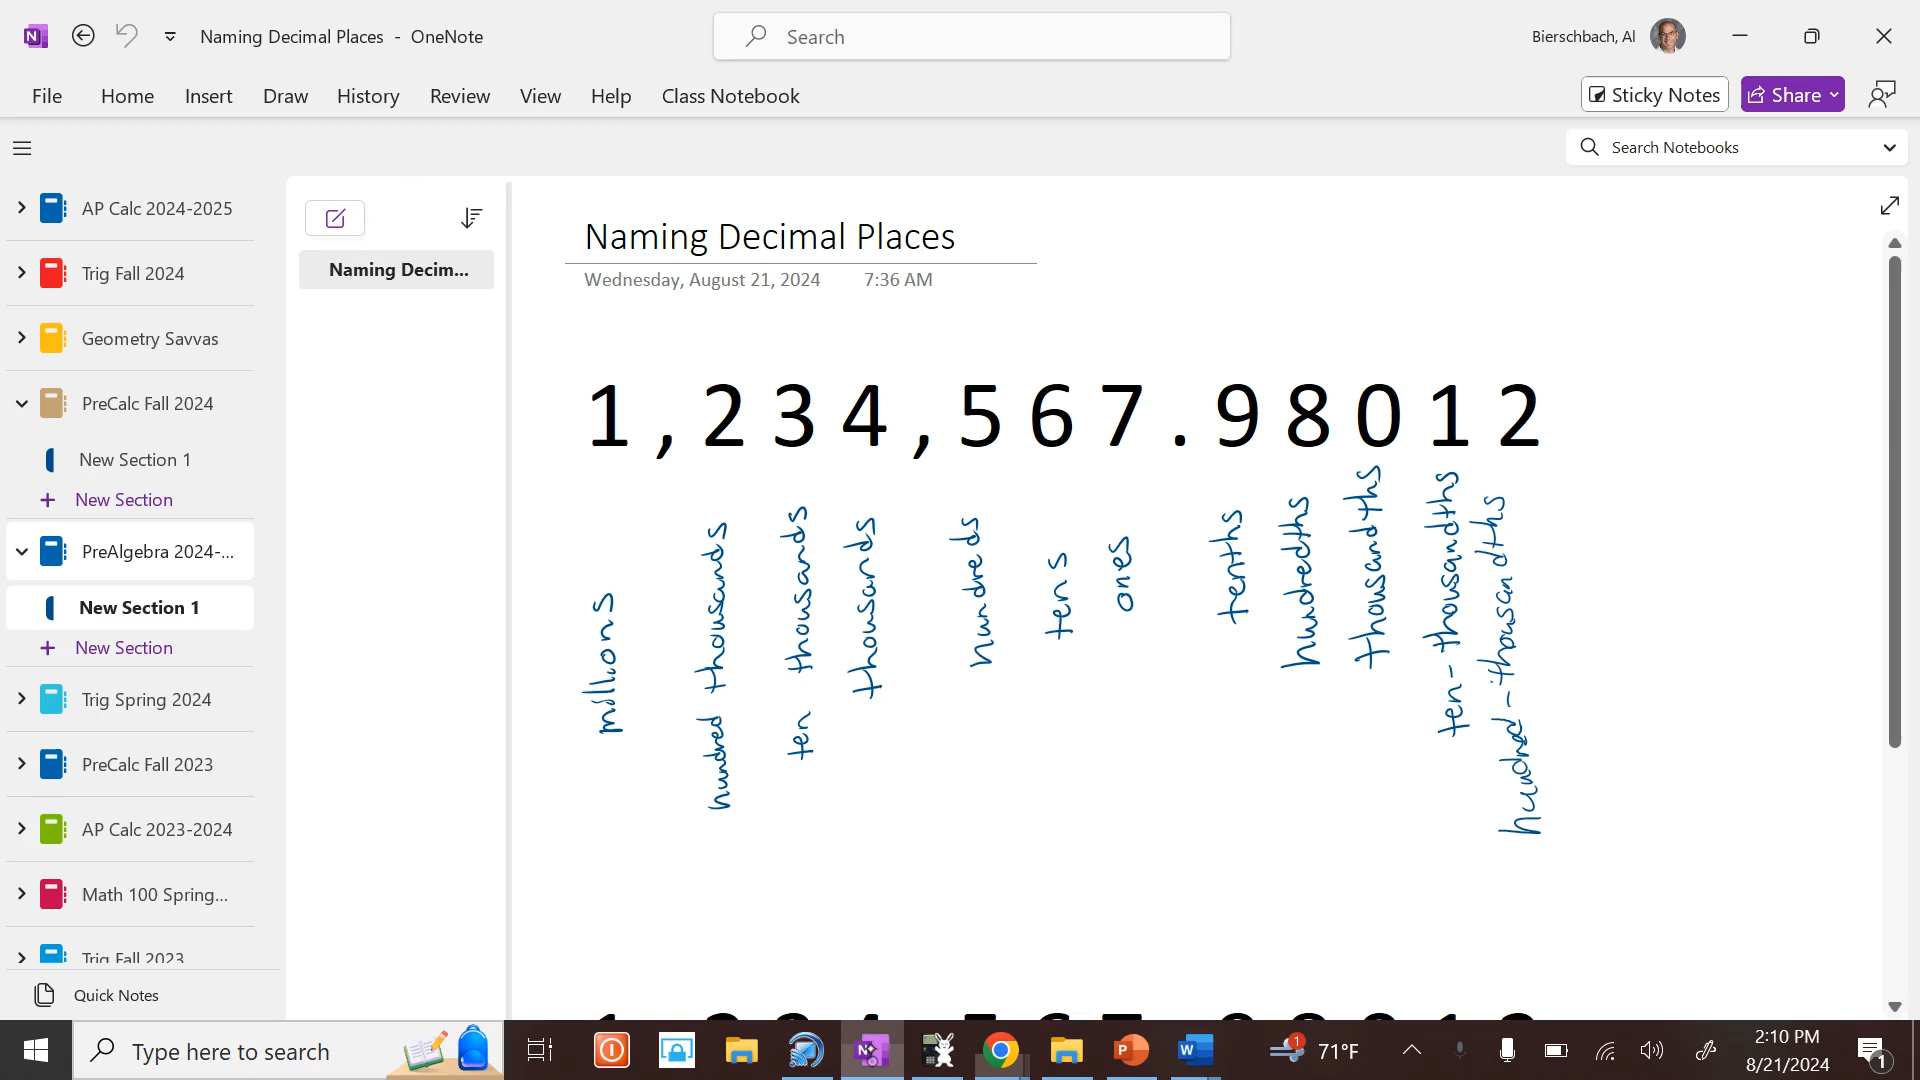 Naming Decimal Places - OneNote
Search
Bierschbach, Al
File Home Insert Draw History Review View Help Class Notebook
Sticky Notes
Share
Search Notebooks
AP Calc 2024-2025
Trig Fall 2024
Geometry Savvas
PreCalc Fall 2024
New Section 1
+ New Section
PreAlgebra 2024-...
New Section 1
+ New Section
Trig Spring 2024
PreCalc Fall 2023
AP Calc 2023-2024
Math 100 Spring...
Trig Fall 2023
Quick Notes
Naming Decim...
Naming Decimal Places
Wednesday, August 21, 2024 7:36 AM
1,234,567.98012
millions
hundred thousands
ten thousands
thousands
hundreds
tens
ones
tenths
hundredths
thousandths
ten-thousandths
hundred-thousandths
Type here to search
1
71°F
2:10 PM
8/21/2024
1